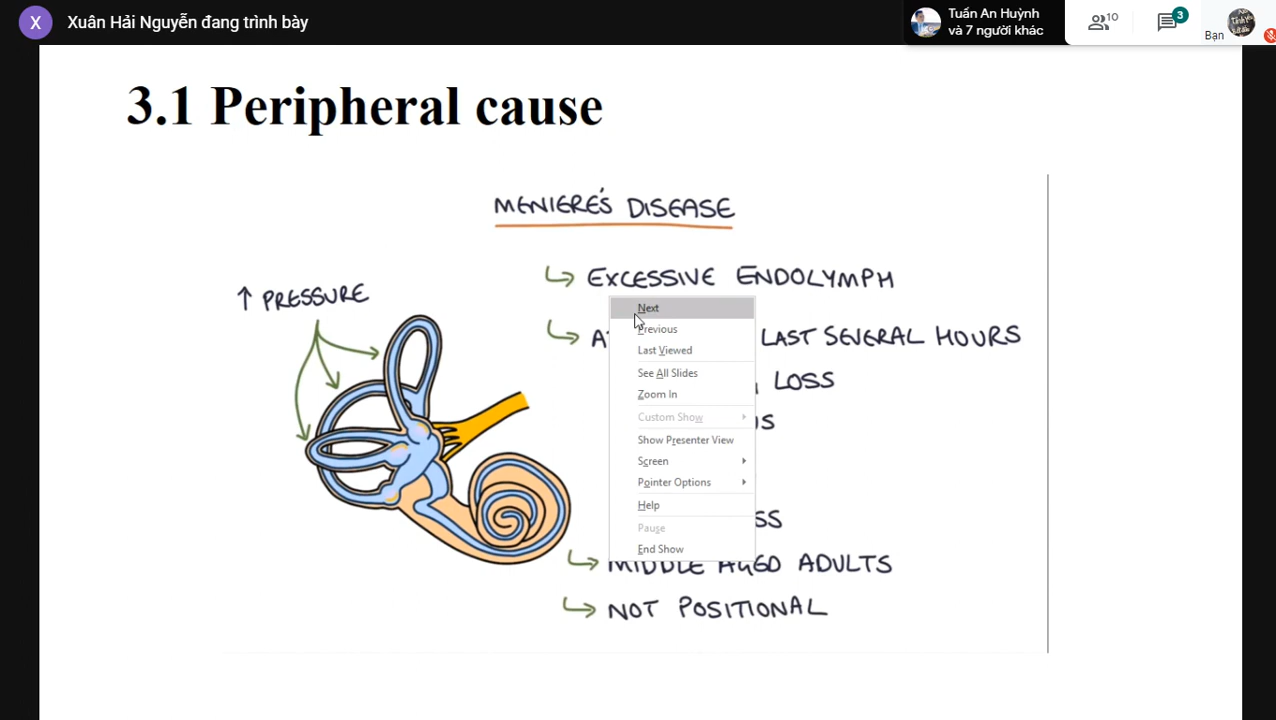 X Xuân Hải Nguyễn đang trình bày
Tuấn An Huỳnh
và 7 người khác
10
3
Bạn
3.1 Peripheral cause
MENIERE'S DISEASE
↑ PRESSURE
↳ EXCESSIVE ENDOLYMPH
LAST SEVERAL HOURS
LOSS
Next
Previous
Last Viewed
See All Slides
Zoom In
Custom Show
Show Presenter View
Screen
Pointer Options
Help
Pause
End Show
↳ MIDDLE AGED ADULTS
↳ NOT POSITIONAL